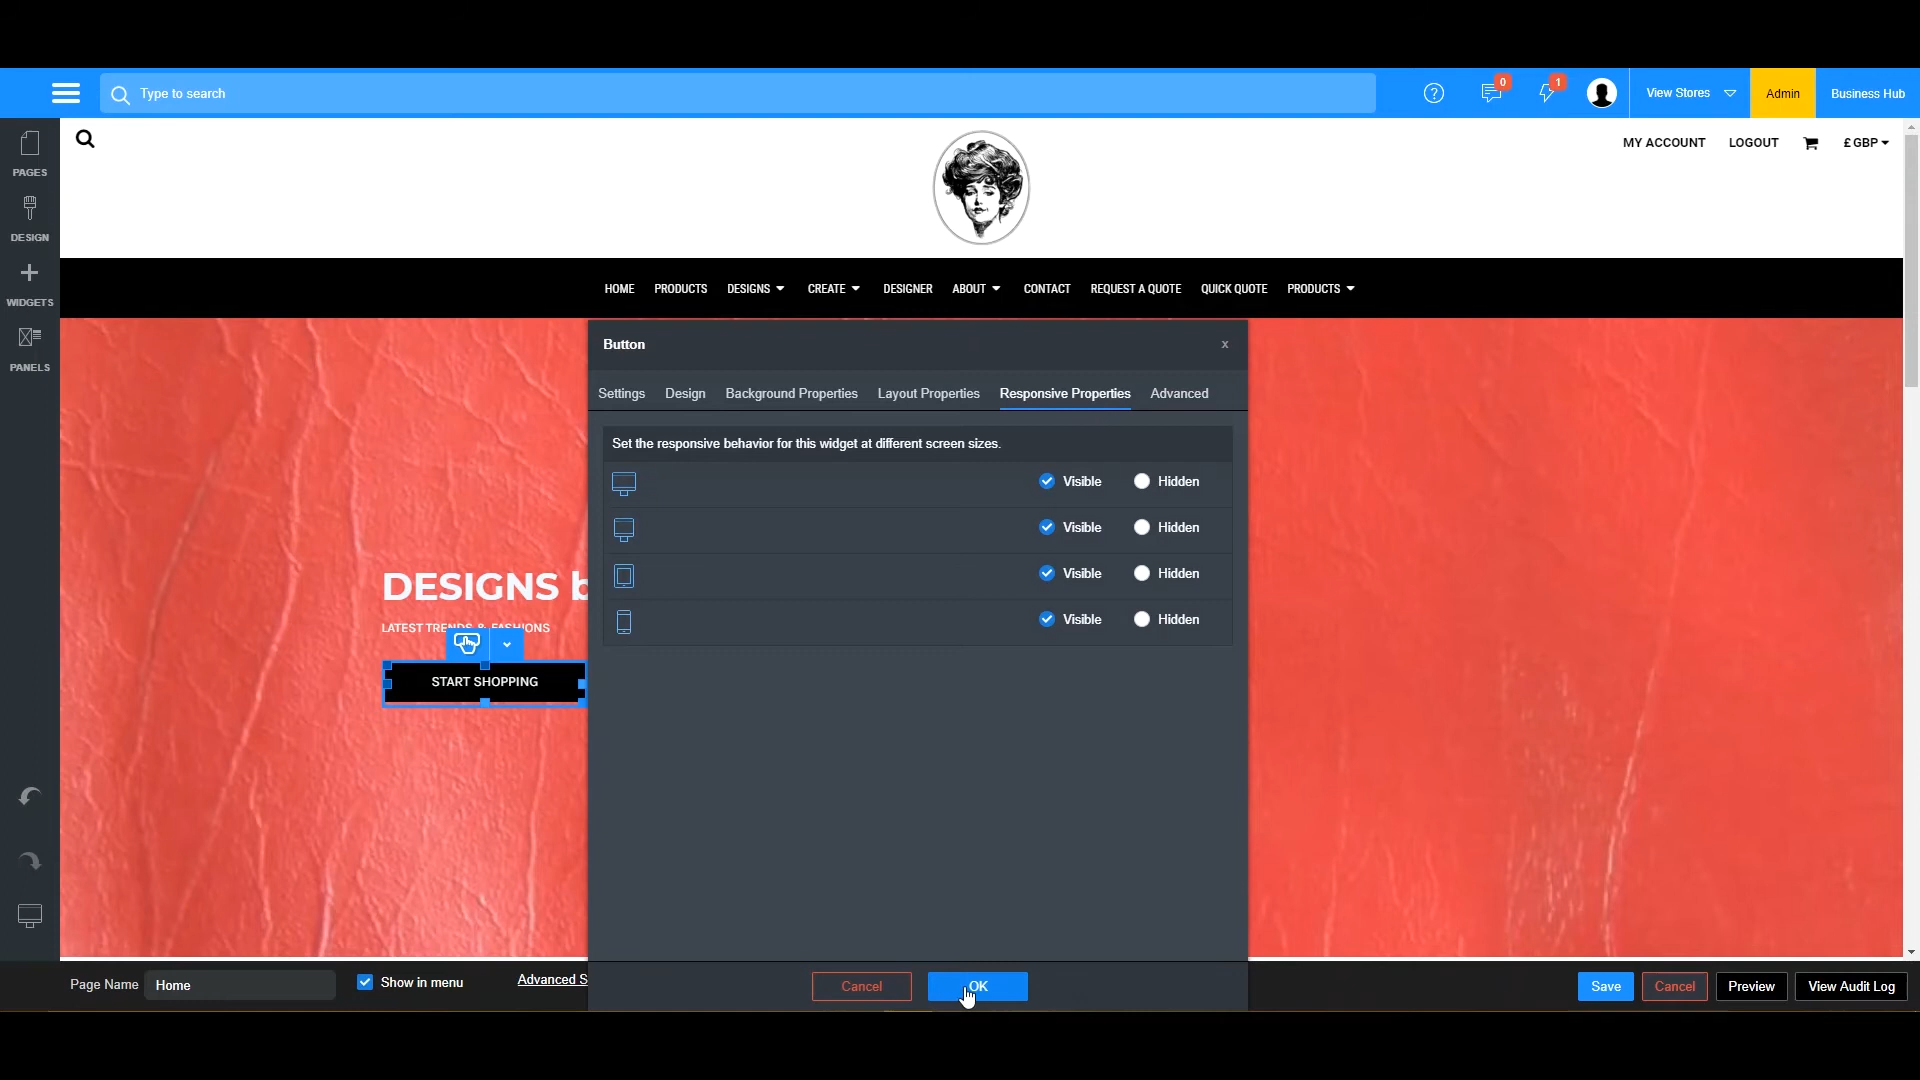 Type to search
0
1
View Stores
Admin
Business Hub
PAGES
DESIGN
WIDGETS
PANELS
MY ACCOUNT
LOGOUT
£ GBP
HOME
PRODUCTS
DESIGNS
CREATE
DESIGNER
ABOUT
CONTACT
REQUEST A QUOTE
QUICK QUOTE
PRODUCTS
Button
x
Settings
Design
Background Properties
Layout Properties
Responsive Properties
Advanced
Set the responsive behavior for this widget at different screen sizes.
Visible Hidden
Visible Hidden
Visible Hidden
Visible Hidden
DESIGNS b
LATEST TRENDS & FASHIONS
START SHOPPING
Page Name
Home
Show in menu
Advanced S
Cancel
OK
Save
Cancel
Preview
View Audit Log